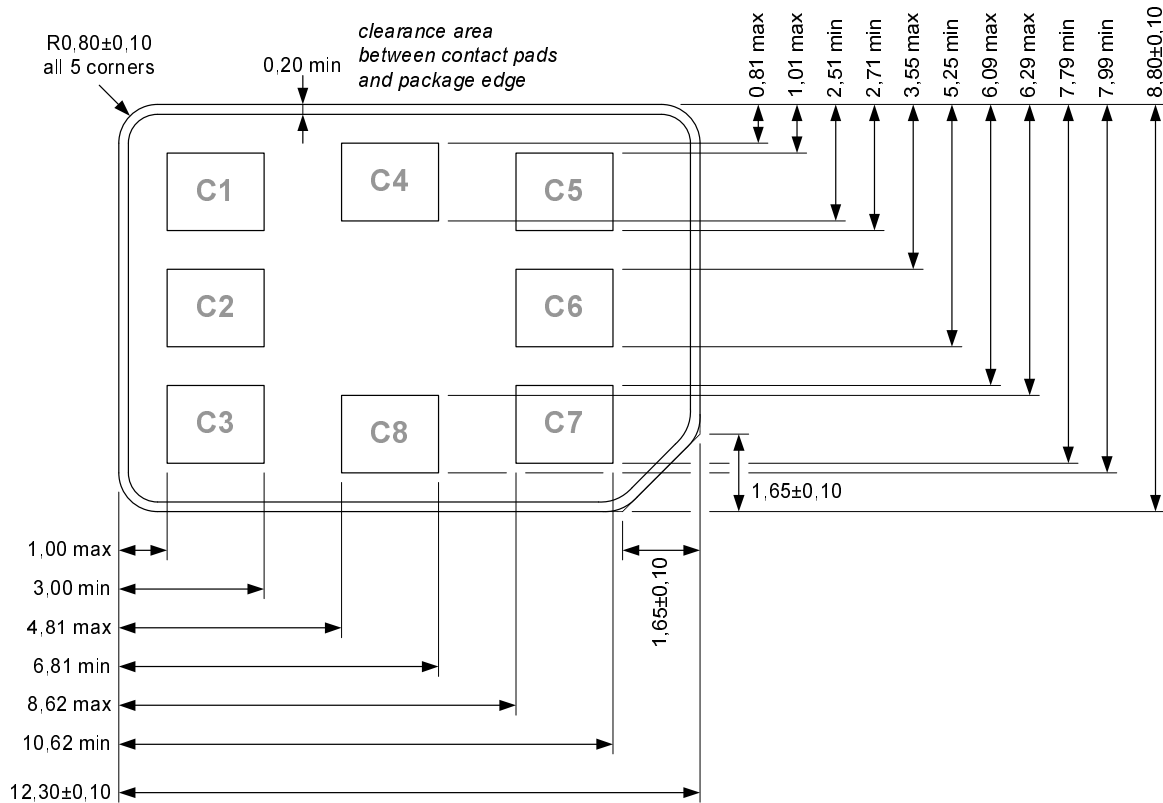 R0,80±0,10
all 5 corners
0,20 min
clearance area
between contact pads
and package edge
0,81 max
1,01 max
2,51 min
2,71 min
3,55 max
5,25 min
6,09 max
6,29 max
7,79 min
7,99 min
8,80±0,10
C1
C4
C5
C2
C6
C3
C8
C7
1,65±0,10
1,65±0,10
1,00 max
3,00 min
4,81 max
6,81 min
8,62 max
10,62 min
12,30±0,10